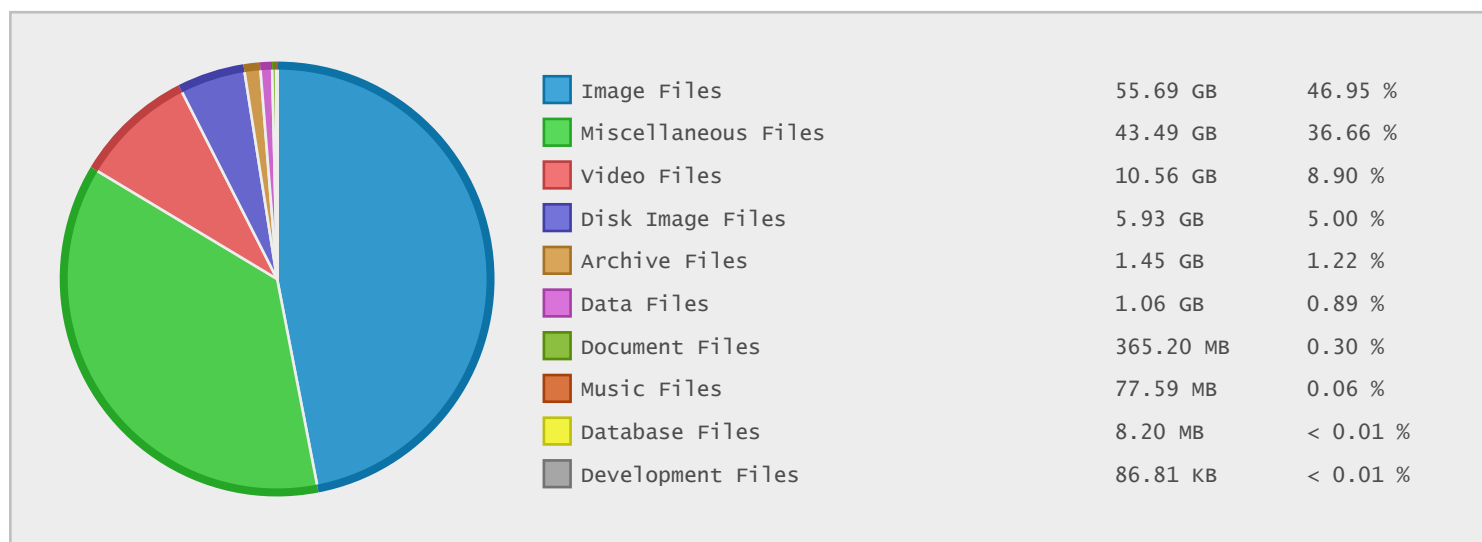 Image Files 55.69 GB 46.95 %
Miscellaneous Files 43.49 GB 36.66 %
Video Files 10.56 GB 8.90 %
Disk Image Files 5.93 GB 5.00 %
Archive Files 1.45 GB 1.22 %
Data Files 1.06 GB 0.89 %
Document Files 365.20 MB 0.30 %
Music Files 77.59 MB 0.06 %
Database Files 8.20 MB < 0.01 %
Development Files 86.81 KB < 0.01 %